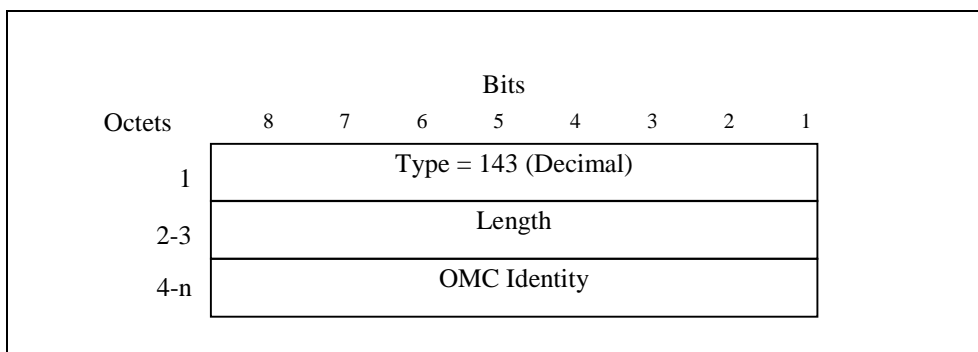 Bits
Octets 8 7 6 5 4 3 2 1
1 Type = 143 (Decimal)
2-3 Length
4-n OMC Identity